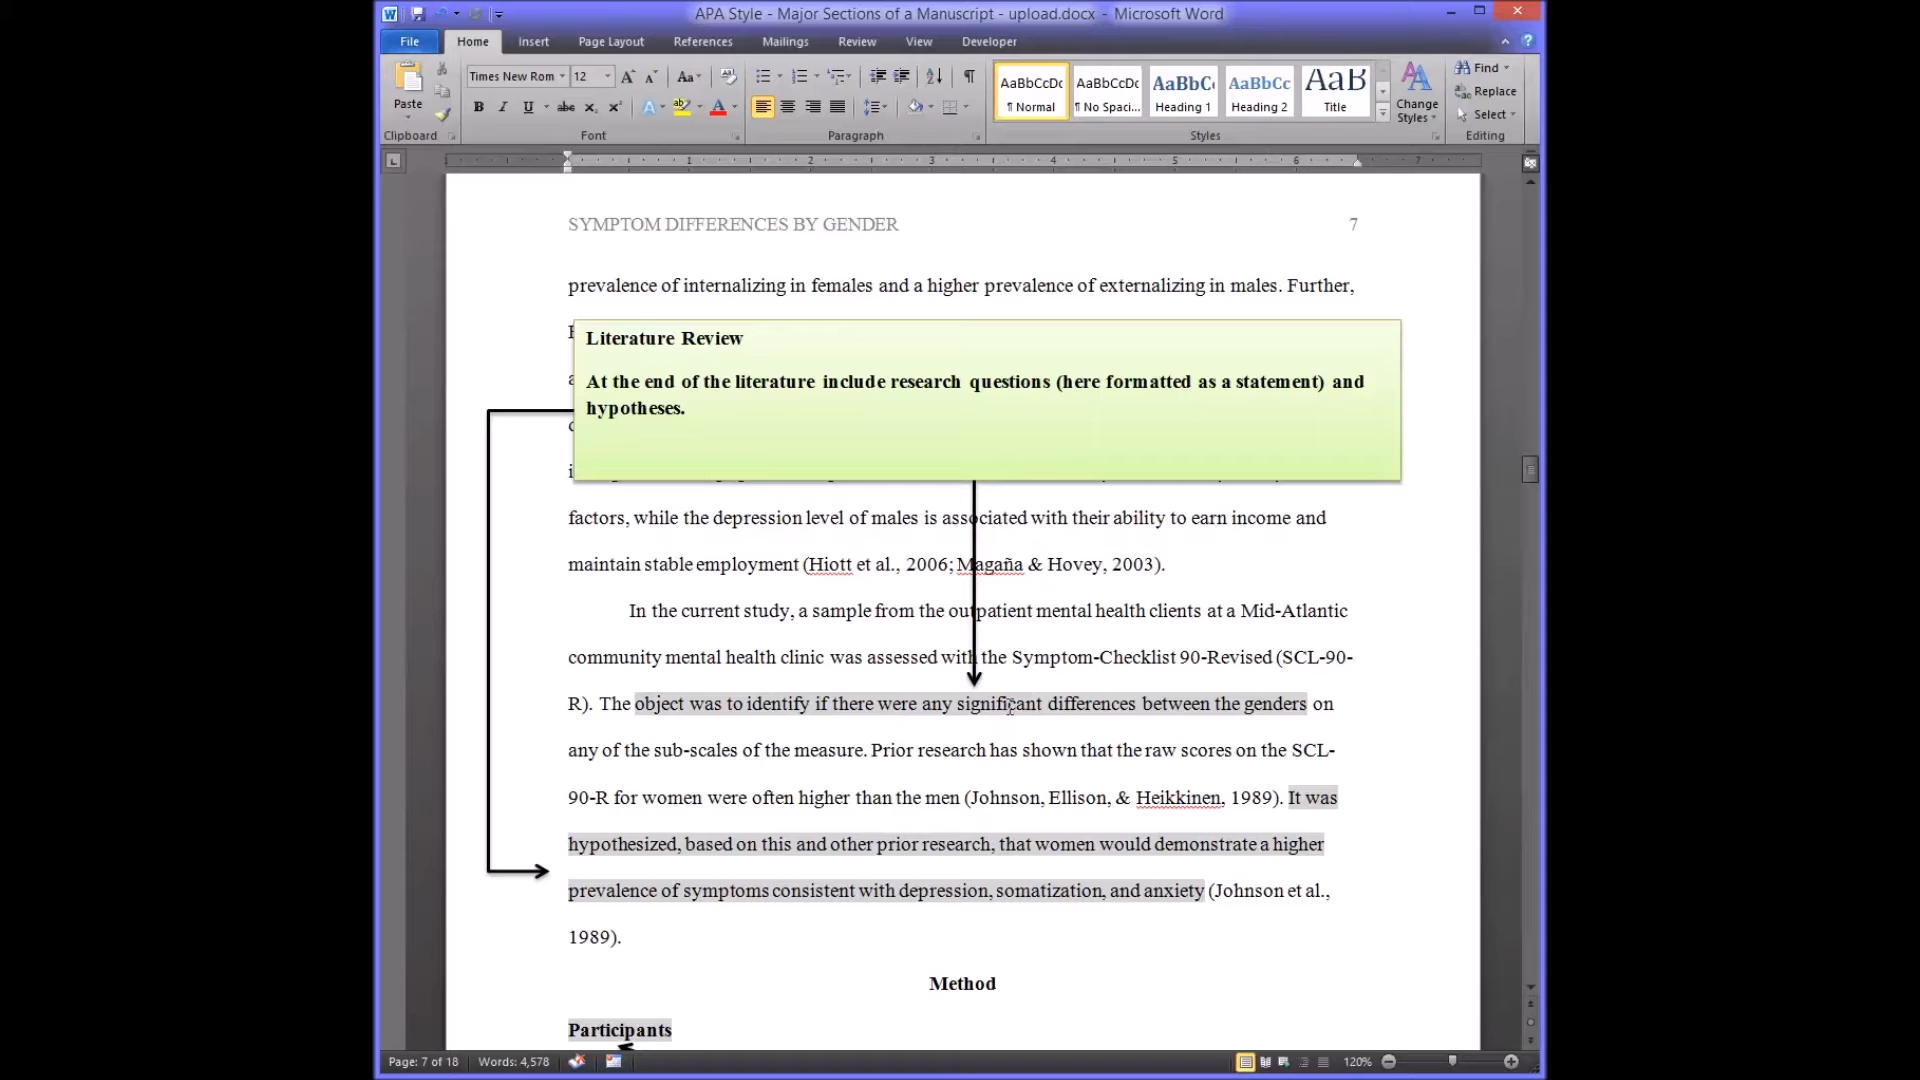 APA Style - Major Sections of a Manuscript - upload.docx - Microsoft Word
File Home Insert Page Layout References Mailings Review View Developer
Times New Rom 12 Aa
AaBbCcDc AaBbCcDc AaBbC AaBbCc AaB
Find
Replace
Select
Paste
¶ Normal ¶ No Spaci... Heading 1 Heading 2 Title
Change Styles
Clipboard Font Paragraph Styles Editing
1 1 2 3 4 5 6 7
SYMPTOM DIFFERENCES BY GENDER 7
prevalence of internalizing in females and a higher prevalence of externalizing in males. Further,
Literature Review
At the end of the literature include research questions (here formatted as a statement) and
hypotheses.
factors, while the depression level of males is associated with their ability to earn income and
maintain stable employment (Hiott et al., 2006; Magaña & Hovey, 2003).
In the current study, a sample from the outpatient mental health clients at a Mid-Atlantic
community mental health clinic was assessed with the Symptom-Checklist 90-Revised (SCL-90-
R). The object was to identify if there were any significant differences between the genders on
any of the sub-scales of the measure. Prior research has shown that the raw scores on the SCL-
90-R for women were often higher than the men (Johnson, Ellison, & Heikkinen, 1989). It was
hypothesized, based on this and other prior research, that women would demonstrate a higher
prevalence of symptoms consistent with depression, somatization, and anxiety (Johnson et al.,
1989).
Method
Participants
Page: 7 of 18 Words: 4,578 120%